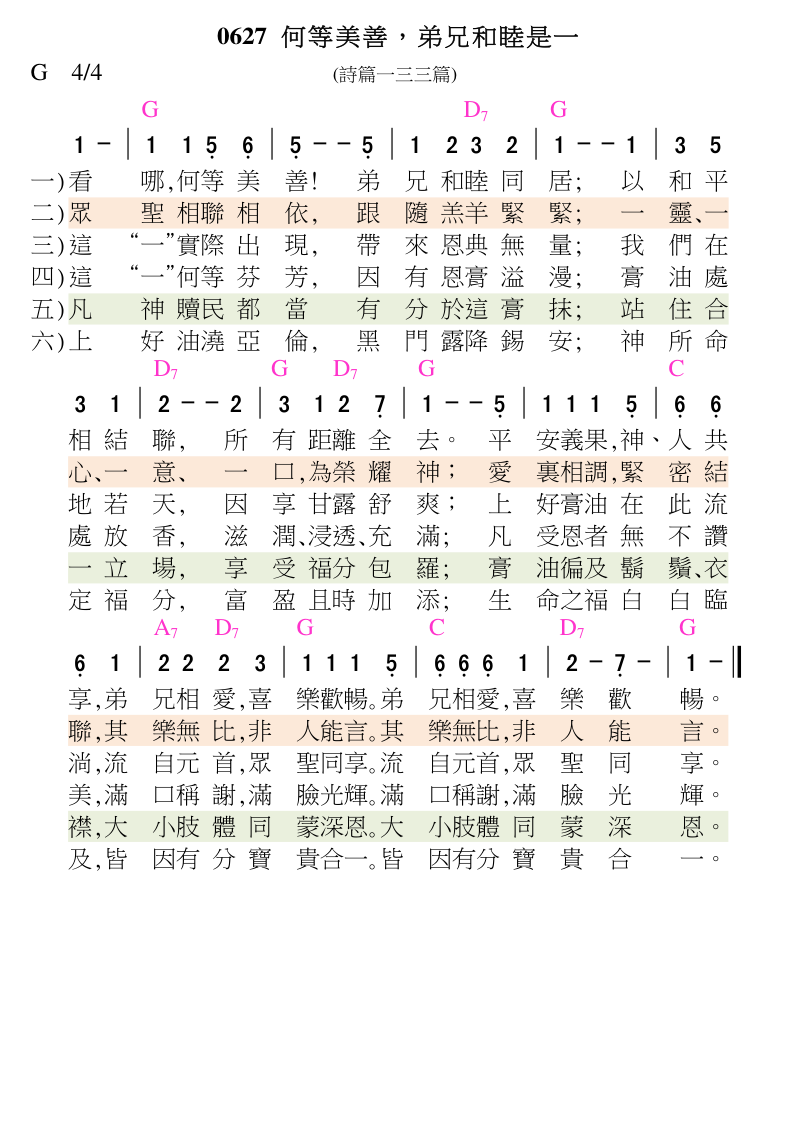 0627 何等美善，弟兄和睦是一
G 4/4 (詩篇一三三篇)
G D7 G
1 － | 1 1 5̣ 6̣ | 5̣ － － 5̣ | 1 2 3 2 | 1 － － 1 | 3 5
一)看 哪,何等 美 善! 弟 兄 和睦 同 居; 以 和 平
二)眾 聖 相聯 相 依, 跟 隨 羔羊 緊 緊; 一 靈、一
三)這 “一”實際 出 現, 帶 來 恩典 無 量; 我 們 在
四)這 “一”何等 芬 芳, 因 有 恩膏 溢 漫; 膏 油 處
五)凡 神 贖民 都 當 有 分 於這 膏 抹; 站 住 合
六)上 好 油澆 亞 倫, 黑 門 露降 錫 安; 神 所 命
D7 G D7 G C
3 1 | 2 － － 2 | 3 1 2 7̣ | 1 － － 5̣ | 1 1 1 5̣ | 6̣ 6̣
相 結 聯, 所 有 距離 全 去。 平 安義果,神、人 共
心、一 意、 一 口,為榮 耀 神； 愛 裏相調,緊 密 結
地 若 天, 因 享 甘露 舒 爽； 上 好膏油 在 此 流
處 放 香, 滋 潤、浸透、充 滿; 凡 受恩者 無 不 讚
一 立 場, 享 受 福分 包 羅; 膏 油徧及 鬍 鬚、衣
定 福 分, 富 盈 且時 加 添; 生 命之福 白 白 臨
A7 D7 G C D7 G
6̣ 1 | 2 2 2 3 | 1 1 1 5̣ | 6̣ 6̣ 6̣ 1 | 2 － 7̣ － | 1 － ‖
享,弟 兄相 愛,喜 樂歡暢。弟 兄相愛,喜 樂 歡 暢。
聯,其 樂無 比,非 人能言。其 樂無比,非 人 能 言。
淌,流 自元 首,眾 聖同享。流 自元首,眾 聖 同 享。
美,滿 口稱 謝,滿 臉光輝。滿 口稱謝,滿 臉 光 輝。
襟,大 小肢 體 同 蒙深恩。大 小肢體 同 蒙 深 恩。
及,皆 因有 分 寶 貴合一。皆 因有分 寶 貴 合 一。